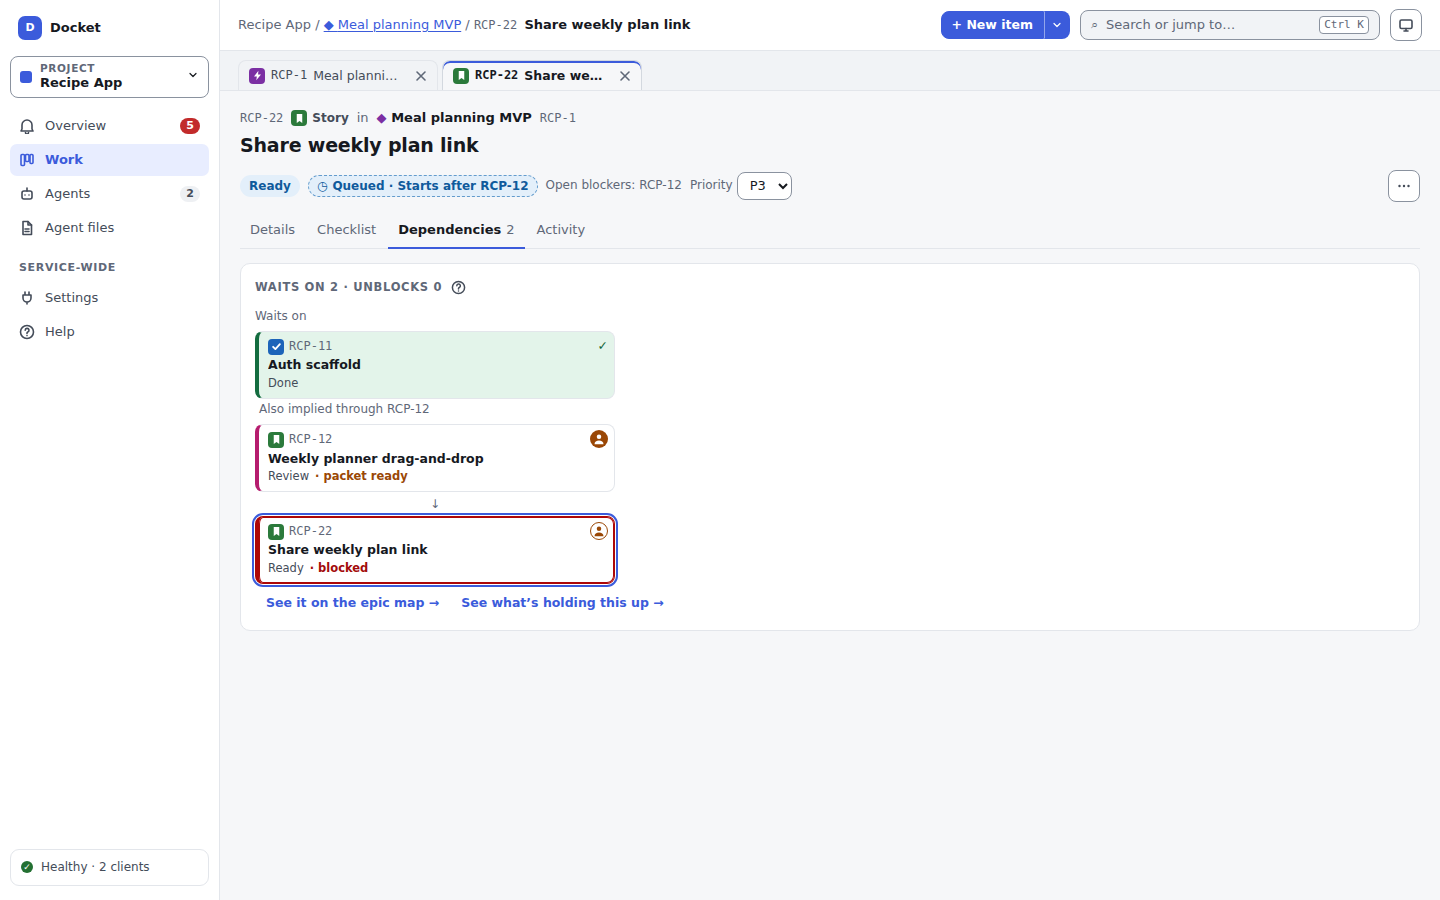 D Docket
PROJECT
Recipe App
Overview 5
Work
Agents 2
Agent files
SERVICE-WIDE
Settings
Help
Healthy · 2 clients
Recipe App / ◆ Meal planning MVP / RCP-22 Share weekly plan link
+ New item
Search or jump to… Ctrl K
RCP-1 Meal planni…
RCP-22 Share we…
RCP-22 Story in ◆ Meal planning MVP RCP-1
Share weekly plan link
Ready ◷ Queued · Starts after RCP-12 Open blockers: RCP-12 Priority P3
Details Checklist Dependencies 2 Activity
WAITS ON 2 · UNBLOCKS 0
Waits on
RCP-11 ✓
Auth scaffold
Done
Also implied through RCP-12
RCP-12
Weekly planner drag-and-drop
Review · packet ready
↓
RCP-22
Share weekly plan link
Ready · blocked
See it on the epic map → See what’s holding this up →